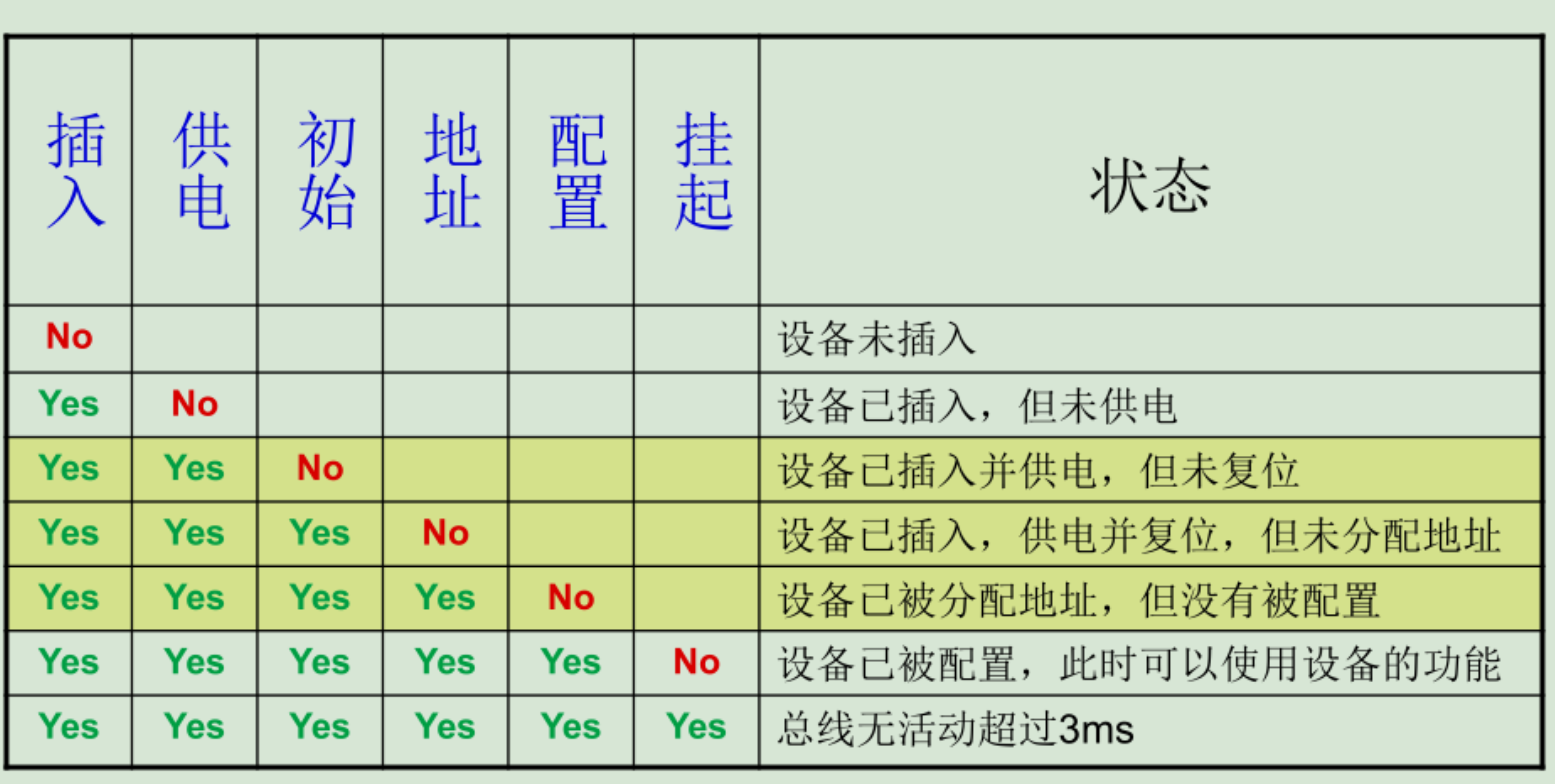 插入 供电 初始 地址 配置 挂起 状态
No 设备未插入
Yes No 设备已插入，但未供电
Yes Yes No 设备已插入并供电，但未复位
Yes Yes Yes No 设备已插入，供电并复位，但未分配地址
Yes Yes Yes Yes No 设备已被分配地址，但没有被配置
Yes Yes Yes Yes Yes No 设备已被配置，此时可以使用设备的功能
Yes Yes Yes Yes Yes Yes 总线无活动超过3ms